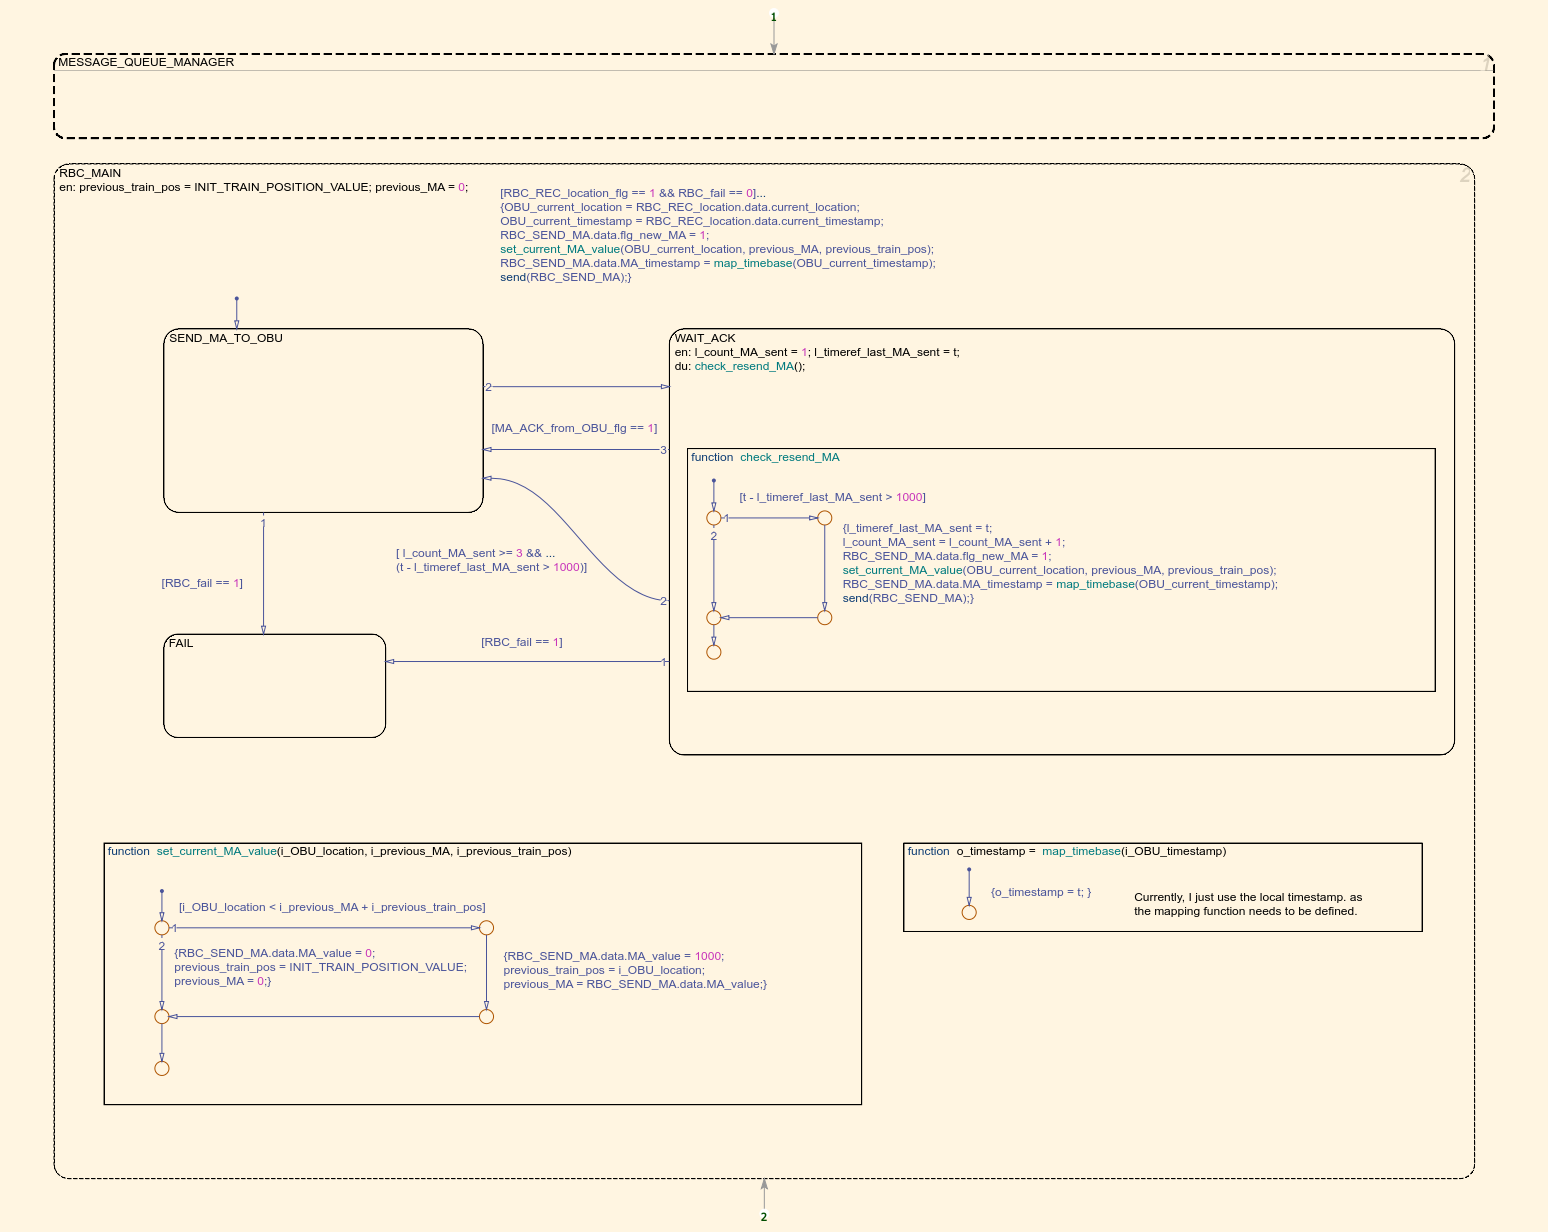 1
MESSAGE_QUEUE_MANAGER
1
RBC_MAIN
2
en: previous_train_pos = INIT_TRAIN_POSITION_VALUE; previous_MA = 0;
[RBC_REC_location_flg == 1 && RBC_fail == 0]...
{OBU_current_location = RBC_REC_location.data.current_location;
OBU_current_timestamp = RBC_REC_location.data.current_timestamp;
RBC_SEND_MA.data.flg_new_MA = 1;
set_current_MA_value(OBU_current_location, previous_MA, previous_train_pos);
RBC_SEND_MA.data.MA_timestamp = map_timebase(OBU_current_timestamp);
send(RBC_SEND_MA);}
SEND_MA_TO_OBU
WAIT_ACK
en: l_count_MA_sent = 1; l_timeref_last_MA_sent = t;
du: check_resend_MA();
2
[MA_ACK_from_OBU_flg == 1]
3
function check_resend_MA
[t - l_timeref_last_MA_sent > 1000]
1
2
{l_timeref_last_MA_sent = t;
l_count_MA_sent = l_count_MA_sent + 1;
RBC_SEND_MA.data.flg_new_MA = 1;
set_current_MA_value(OBU_current_location, previous_MA, previous_train_pos);
RBC_SEND_MA.data.MA_timestamp = map_timebase(OBU_current_timestamp);
send(RBC_SEND_MA);}
1
[ l_count_MA_sent >= 3 && ...
(t - l_timeref_last_MA_sent > 1000)]
2
[RBC_fail == 1]
FAIL
[RBC_fail == 1]
1
function set_current_MA_value(i_OBU_location, i_previous_MA, i_previous_train_pos)
[i_OBU_location < i_previous_MA + i_previous_train_pos]
1
2
{RBC_SEND_MA.data.MA_value = 0;
previous_train_pos = INIT_TRAIN_POSITION_VALUE;
previous_MA = 0;}
{RBC_SEND_MA.data.MA_value = 1000;
previous_train_pos = i_OBU_location;
previous_MA = RBC_SEND_MA.data.MA_value;}
function o_timestamp = map_timebase(i_OBU_timestamp)
{o_timestamp = t; }
Currently, I just use the local timestamp. as
the mapping function needs to be defined.
2